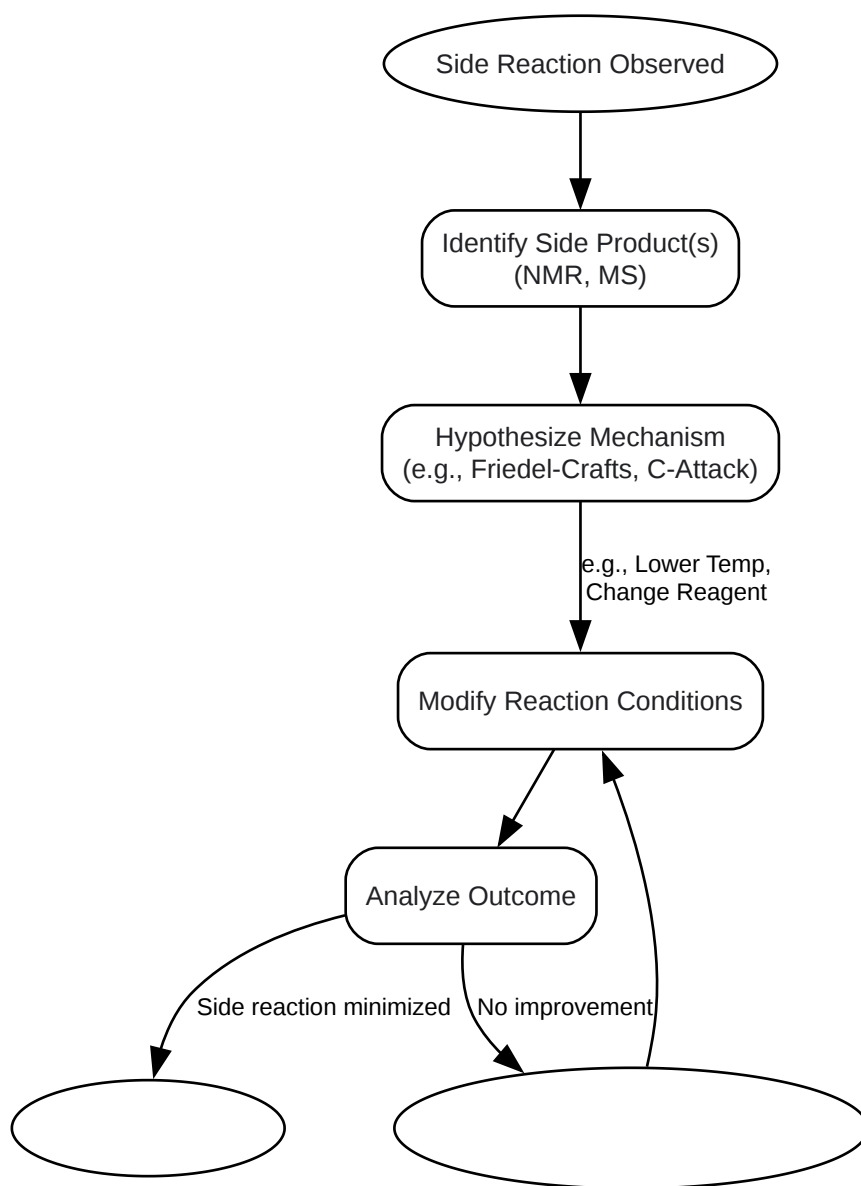 Side Reaction Observed
Identify Side Product(s)
(NMR, MS)
Hypothesize Mechanism
(e.g., Friedel-Crafts, C-Attack)
e.g., Lower Temp,
Change Reagent
Modify Reaction Conditions
Analyze Outcome
Side reaction minimized
No improvement